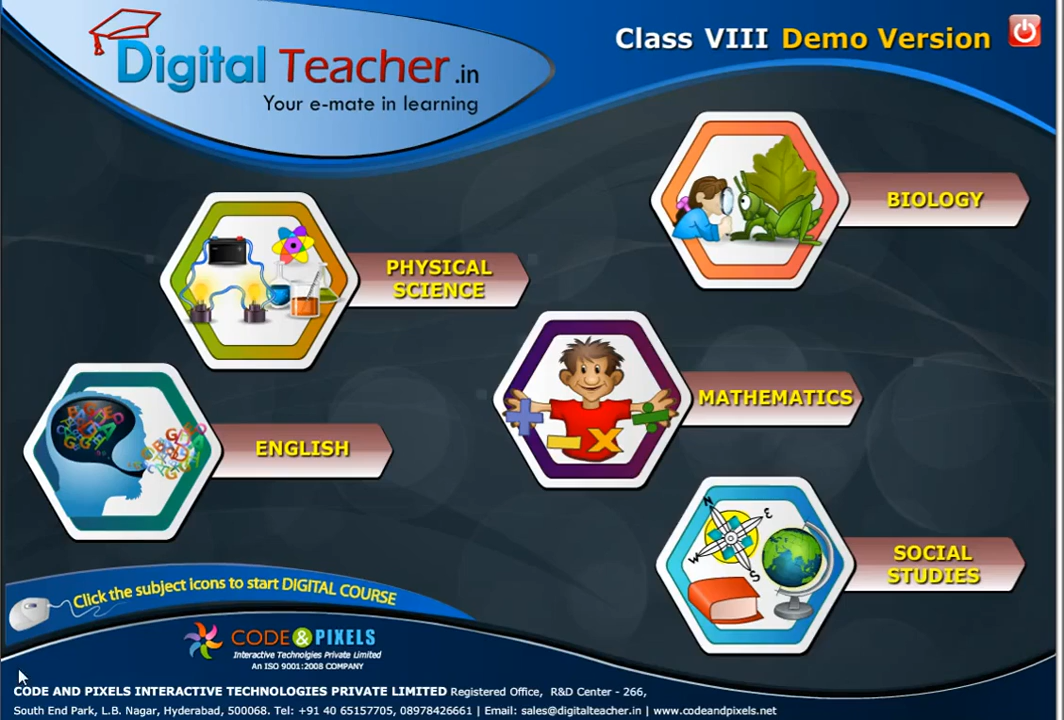 Digital Teacher.in
Your e-mate in learning
Class VIII Demo Version
BIOLOGY
PHYSICAL
SCIENCE
MATHEMATICS
ENGLISH
N
E
W
S
SOCIAL
STUDIES
Click the subject icons to start DIGITAL COURSE
CODE & PIXELS
Interactive Technolgies Private Limited
An ISO 9001:2008 COMPANY
CODE AND PIXELS INTERACTIVE TECHNOLOGIES PRIVATE LIMITED Registered Office, R&D Center - 266,
South End Park, L.B. Nagar, Hyderabad, 500068. Tel: +91 40 65157705, 08978426661 | Email: sales@digitalteacher.in | www.codeandpixels.net